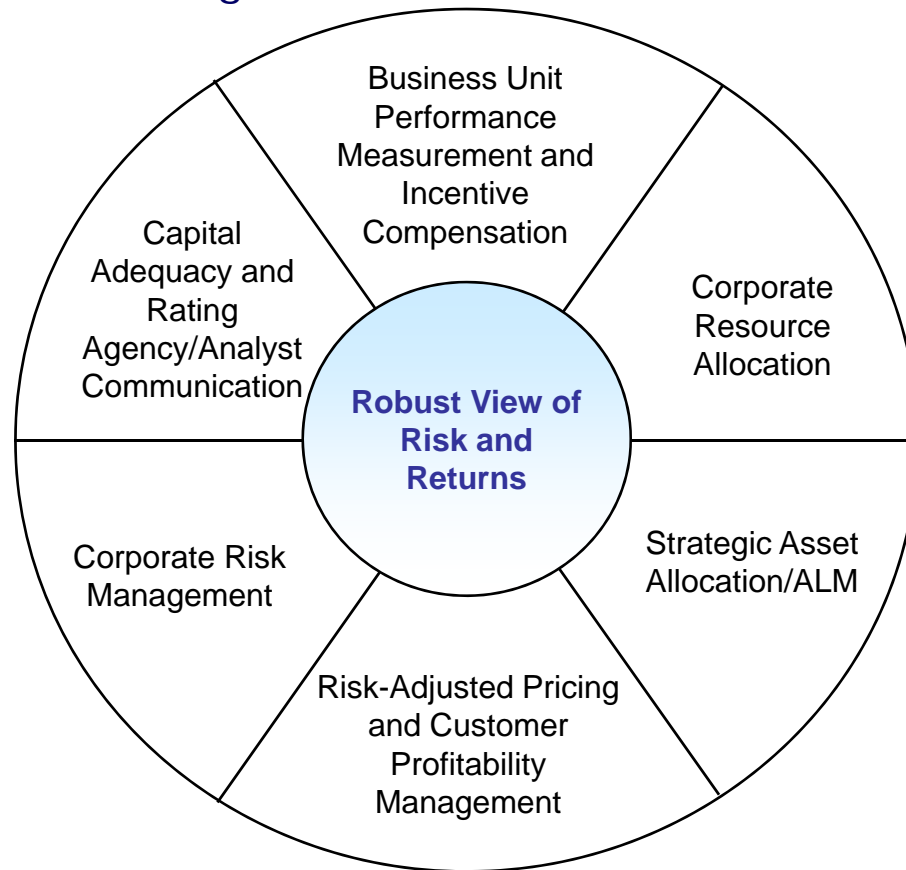 Business Unit
Performance
Measurement and
Incentive
Compensation
Corporate
Resource
Allocation
Strategic Asset
Allocation/ALM
Risk-Adjusted Pricing
and Customer
Profitability
Management
Corporate Risk
Management
Capital
Adequacy and
Rating
Agency/Analyst
Communication
Robust View of
Risk and
Returns